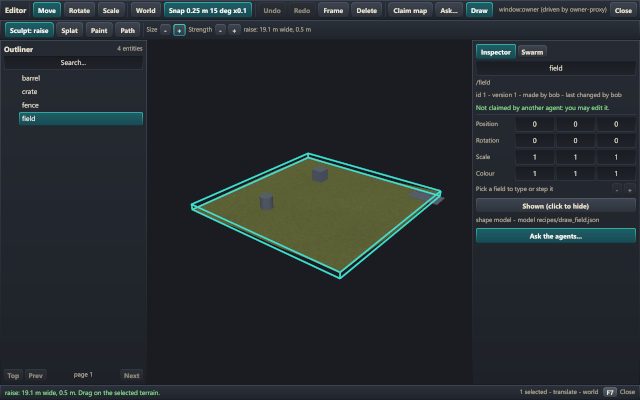 Editor Move Rotate Scale World Snap 0.25 m 15 deg x0.1 Undo Redo Frame Delete Claim map Ask... Draw window:owner (driven by owner-proxy) Close
Sculpt: raise Splat Paint Path Size - + Strength - + raise: 19.1 m wide, 0.5 m
Outliner 4 entities
Search...
barrel
crate
fence
field
Top Prev page 1 Next
Inspector Swarm
field
/field
id 1 - version 1 - made by bob - last changed by bob
Not claimed by another agent: you may edit it.
Position 0 0 0
Rotation 0 0 0
Scale 1 1 1
Colour 1 1 1
Pick a field to type or step it - +
Shown (click to hide)
shape model - model recipes/draw_field.json
Ask the agents...
raise: 19.1 m wide, 0.5 m. Drag on the selected terrain. 1 selected - translate - world F7 Close